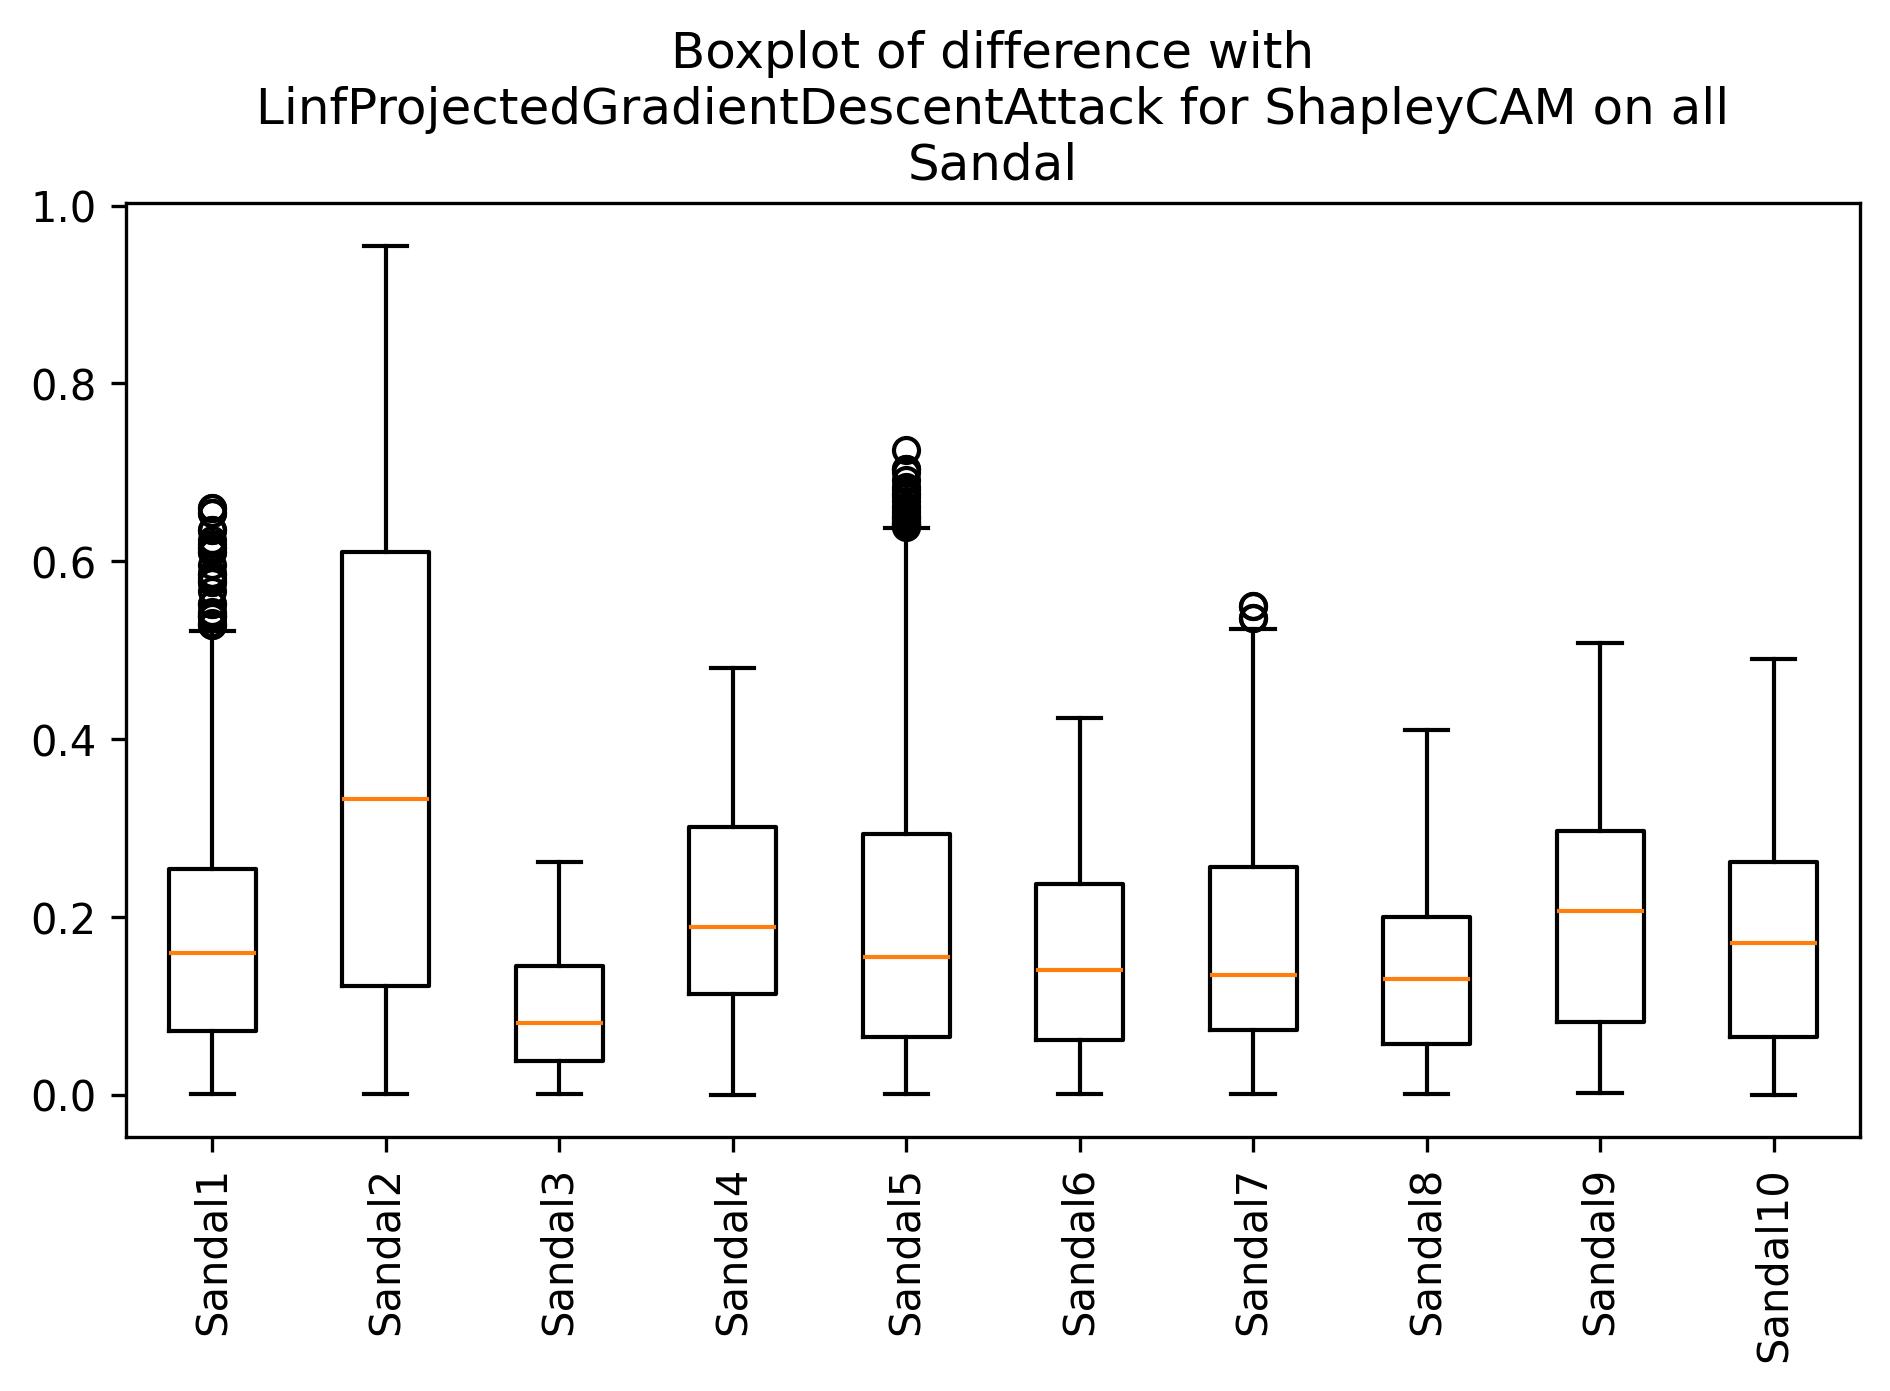 Boxplot of difference with
LinfProjectedGradientDescentAttack for ShapleyCAM on all
Sandal
1.0
0.8
0.6
0.4
0.2
0.0
Sandal1
Sandal2
Sandal3
Sandal4
Sandal5
Sandal6
Sandal7
Sandal8
Sandal9
Sandal10